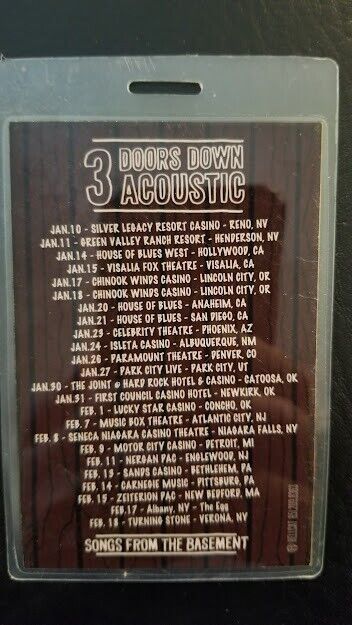 3 DOORS DOWN
ACOUSTIC
JAN.10 - SILVER LEGACY RESORT CASINO - RENO, NV
JAN.11 - GREEN VALLEY RANCH RESORT - HENDERSON, NV
JAN.14 - HOUSE OF BLUES WEST - HOLLYWOOD, CA
JAN.15 - VISALIA FOX THEATRE - VISALIA, CA
JAN.17 - CHINOOK WINDS CASINO - LINCOLN CITY, OR
JAN.18 - CHINOOK WINDS CASINO - LINCOLN CITY, OR
JAN.20 - HOUSE OF BLUES - ANAHEIM, CA
JAN.21 - HOUSE OF BLUES - SAN DIEGO, CA
JAN.23 - CELEBRITY THEATRE - PHOENIX, AZ
JAN.24 - ISLETA CASINO - ALBUQUERQUE, NM
JAN.26 - PARAMOUNT THEATRE - DENVER, CO
JAN.27 - PARK CITY LIVE - PARK CITY, UT
JAN.30 - THE JOINT @ HARD ROCK HOTEL & CASINO - CATOOSA, OK
JAN.31 - FIRST COUNCIL CASINO HOTEL - NEWKIRK, OK
FEB. 1 - LUCKY STAR CASINO - CONCHO, OK
FEB. 7 - MUSIC BOX THEATRE - ATLANTIC CITY, NJ
FEB. 8 - SENECA NIAGARA CASINO THEATRE - NIAGARA FALLS, NY
FEB. 9 - MOTOR CITY CASINO - DETROIT, MI
FEB. 11 - BERGAN PAC - ENGLEWOOD, NJ
FEB. 13 - SANDS CASINO - BETHLEHEM, PA
FEB. 14 - CARNEGIE MUSIC - PITTSBURG, PA
FEB. 15 - ZEITERION PAC - NEW BEDFORD, MA
FEB.17 - Albany, NY - The Egg
FEB. 18 - TURNING STONE - VERONA, NY
SONGS FROM THE BASEMENT